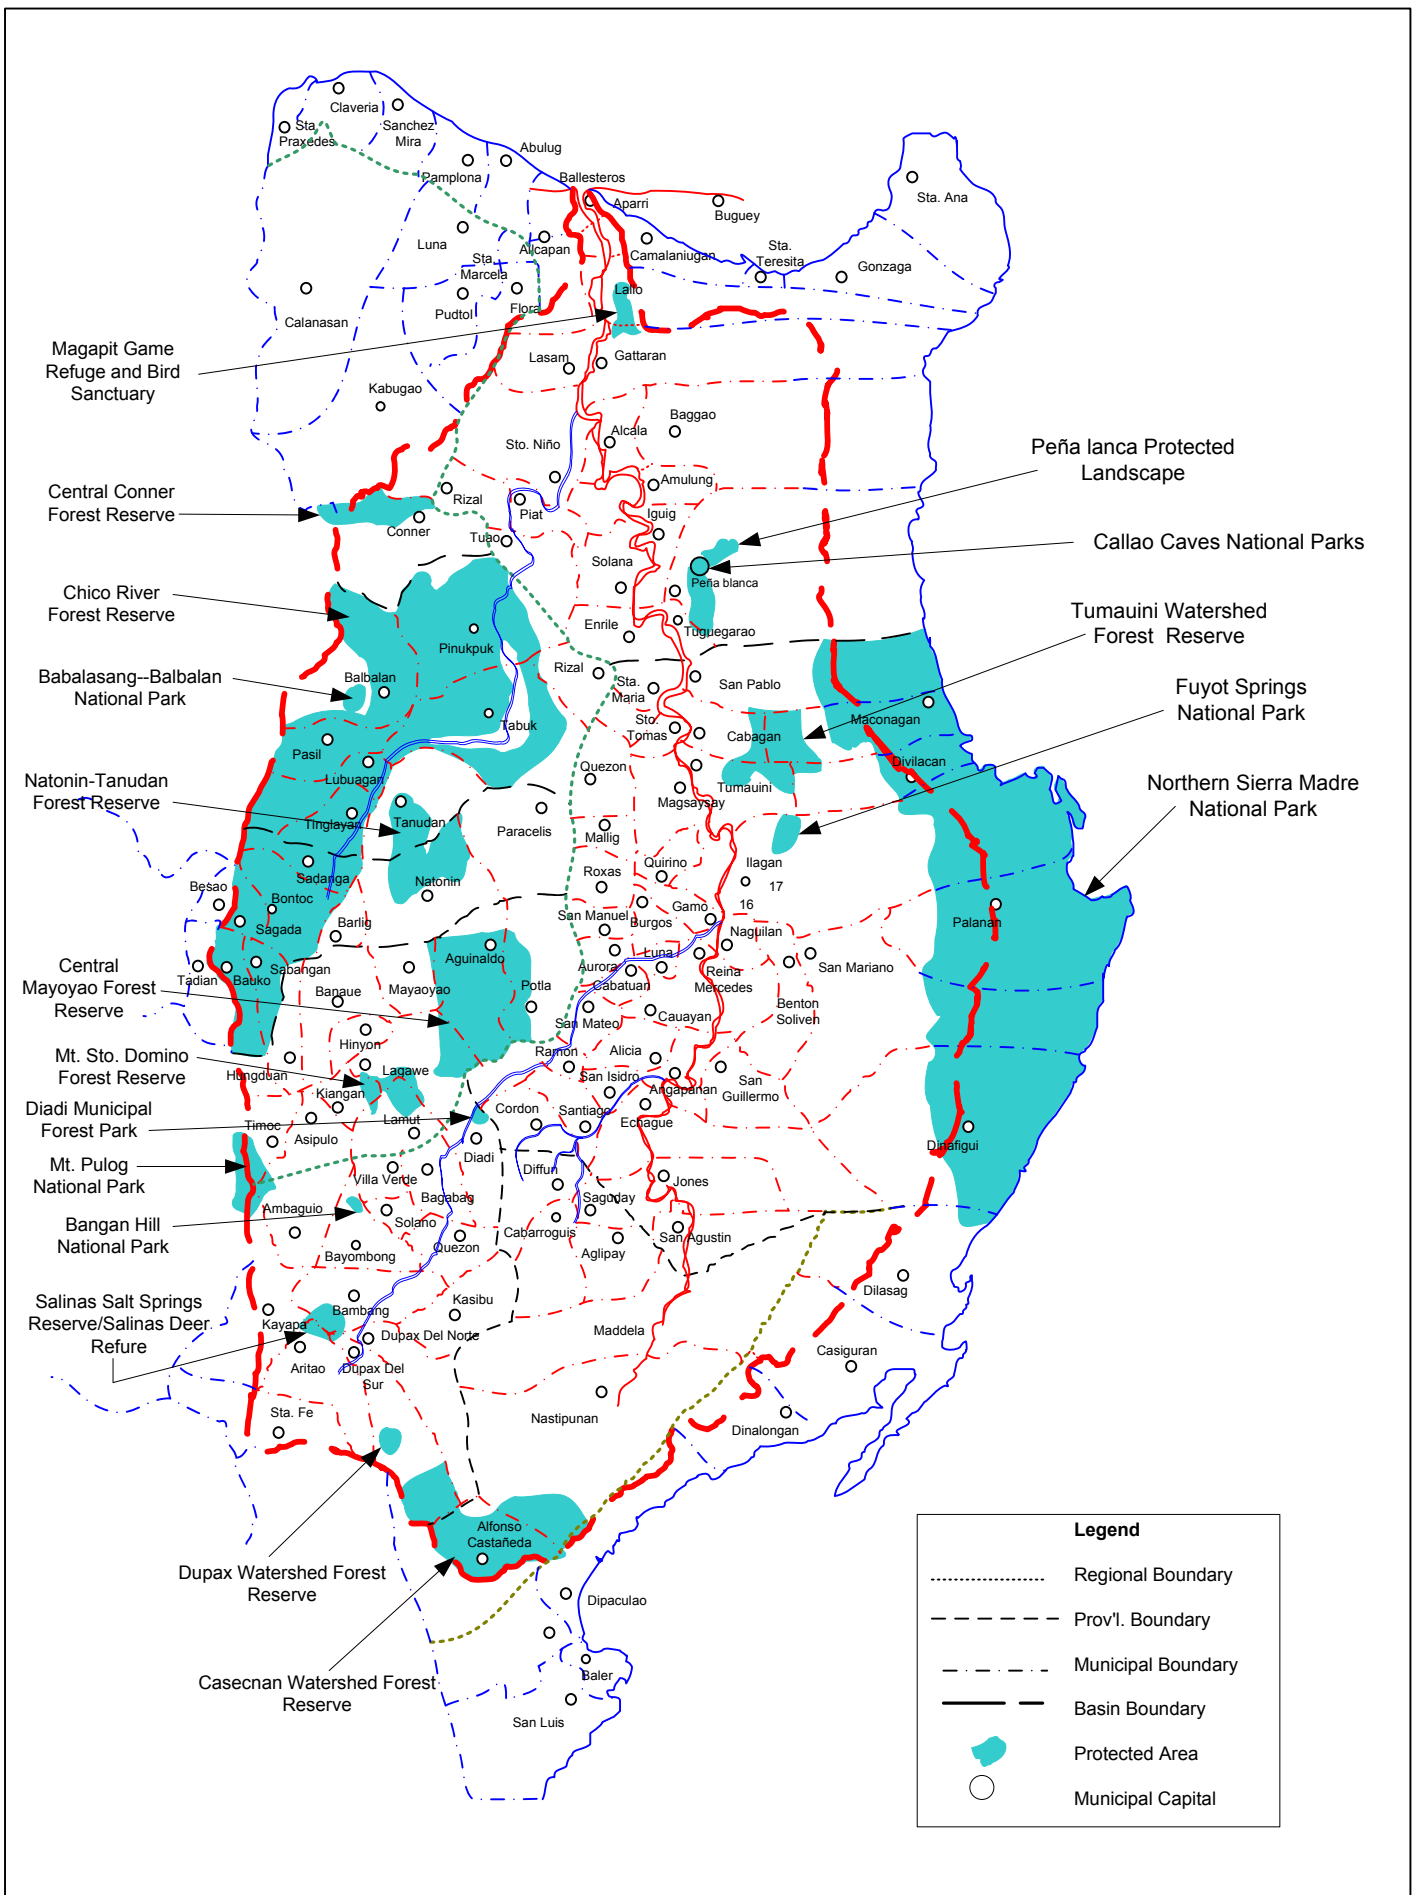 Claveria
Sta.
Praxedes
Sanchez
Mira
Abulug
Pamplona
Ballesteros
Aparri
Buguey
Sta. Ana
Luna
Allcapan
Camalaniugan
Sta.
Teresita
Gonzaga
Sta.
Marcela
Calanasan
Pudtol
Flora
Lallo
Magapit Game
Refuge and Bird
Sanctuary
Lasam
Gattaran
Kabugao
Baggao
Alcala
Sto. Niño
Peña lanca Protected
Landscape
Central Conner
Forest Reserve
Rizal
Piat
Amulung
Conner
Iguig
Tuao
Callao Caves National Parks
Solana
Peña blanca
Chico River
Forest Reserve
Tumauini Watershed
Forest Reserve
Enrile
Tuguegarao
Pinukpuk
Babalasang--Balbalan
National Park
Balbalan
Rizal
Sta.
Maria
San Pablo
Fuyot Springs
National Park
Tabuk
Sto.
Tomas
Cabagan
Maconagan
Pasil
Divilacan
Lubuagan
Quezon
Tumauini
Magsaysay
Natonin-Tanudan
Forest Reserve
Northern Sierra Madre
National Park
Tinglayan
Tanudan
Paracelis
Mallig
Quirino
Ilagan
17
16
Sadanga
Natonin
Roxas
Besao
Bontoc
Sagada
Barlig
San Manuel
Burgos
Gamo
Naguilan
Palanan
Central
Mayoyao Forest
Reserve
Aguinaldo
Aurora
Luna
Reina
Mercedes
San Mariano
Tadian
Bauko
Sabangan
Banaue
Mayaoyao
Potla
Cabatuan
Benton
Soliven
San Mateo
Cauayan
Mt. Sto. Domino
Forest Reserve
Hinyon
Hungduan
Lagawe
Ramon
Alicia
San Isidro
Angapanan
San
Guillermo
Diadi Municipal
Forest Park
Kiangan
Timoc
Asipulo
Lamut
Cordon
Santiago
Echague
Dinafigui
Mt. Pulog
National Park
Diadi
Villa Verde
Bagabag
Diffun
Jones
Bangan Hill
National Park
Ambaguio
Solano
Saguday
Bayombong
Quezon
Cabarroguis
Aglipay
San Agustin
Salinas Salt Springs
Reserve/Salinas Deer
Refure
Bambang
Kasibu
Dilasag
Kayapa
Dupax Del Norte
Maddela
Aritao
Dupax Del
Sur
Casiguran
Sta. Fe
Nastipunan
Dinalongan
Alfonso
Castañeda
Dupax Watershed Forest
Reserve
Dipaculao
Casecnan Watershed Forest
Reserve
Baler
San Luis
Legend
Regional Boundary
Prov'l. Boundary
Municipal Boundary
Basin Boundary
Protected Area
Municipal Capital